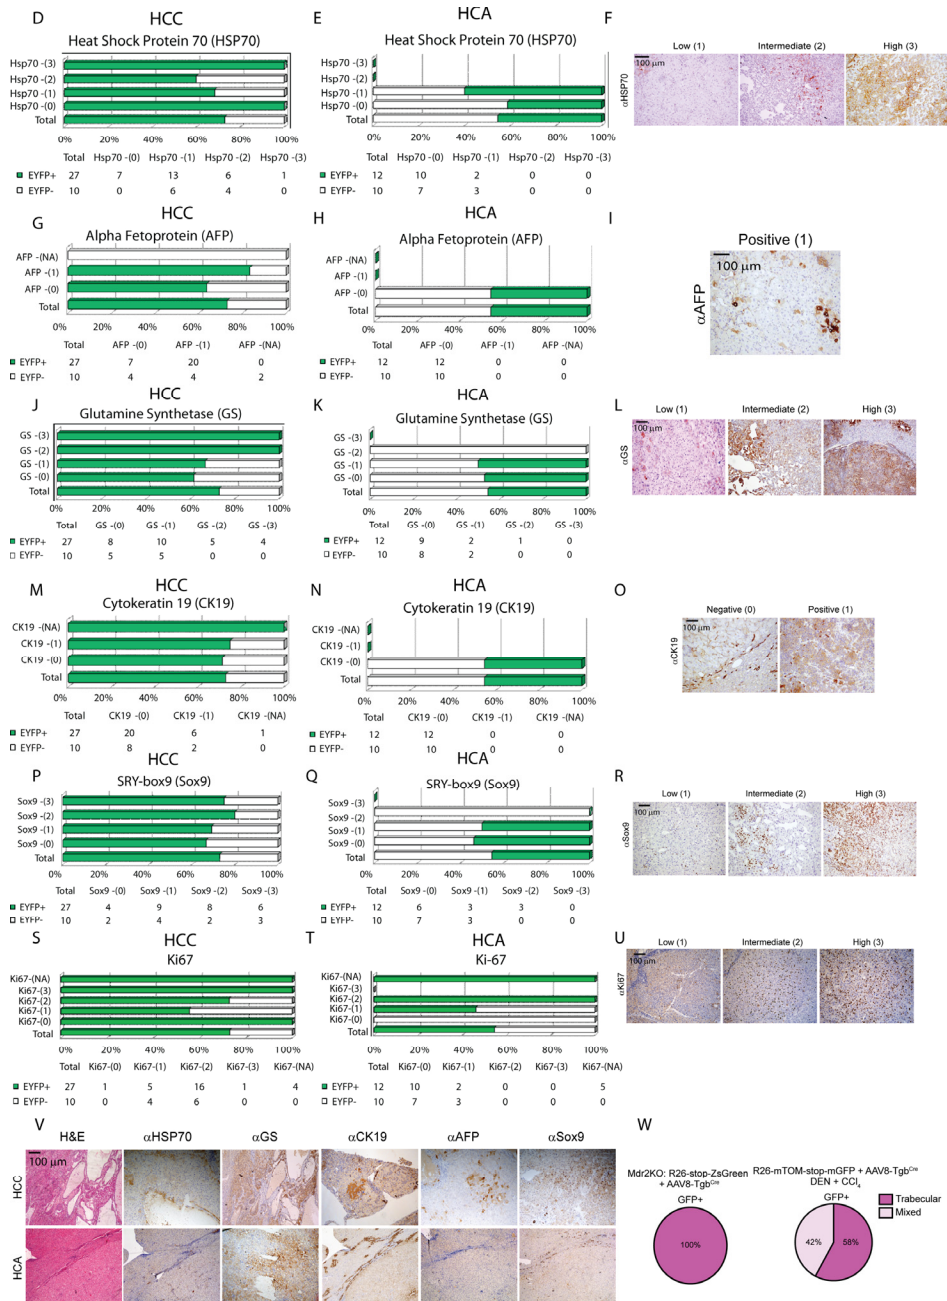 HCC
HCA
D
E
F
Heat Shock Protein 70 (HSP70)
Heat Shock Protein 70 (HSP70)
Low (1) Intermediate (2) High (3)
100 µm
αHSP70
Hsp70 -(3)
Hsp70 -(2)
Hsp70 -(1)
Hsp70 -(0)
Total
0% 20% 40% 60% 80% 100%
Total Hsp70 -(0) Hsp70 -(1) Hsp70 -(2) Hsp70 -(3)
EYFP+ 27 7 13 6 1
EYFP- 10 0 6 4 0
Hsp70 -(3)
Hsp70 -(2)
Hsp70 -(1)
Hsp70 -(0)
Total
0% 20% 40% 60% 80% 100%
Total Hsp70 -(0) Hsp70 -(1) Hsp70 -(2) Hsp70 -(3)
EYFP+ 12 10 2 0 0
EYFP- 10 7 3 0 0
G
HCC
Alpha Fetoprotein (AFP)
AFP -(NA)
AFP -(1)
AFP -(0)
Total
0% 20% 40% 60% 80% 100%
Total AFP -(0) AFP -(1) AFP -(NA)
EYFP+ 27 7 20 0
EYFP- 10 4 4 2
H
HCA
Alpha Fetoprotein (AFP)
AFP -(NA)
AFP -(1)
AFP -(0)
Total
0% 20% 40% 60% 80% 100%
Total AFP -(0) AFP -(1) AFP -(NA)
EYFP+ 12 12 0 0
EYFP- 10 10 0 0
I
Positive (1)
100 µm
αAFP
J
HCC
Glutamine Synthetase (GS)
GS -(3)
GS -(2)
GS -(1)
GS -(0)
Total
0% 20% 40% 60% 80% 100%
Total GS -(0) GS -(1) GS -(2) GS -(3)
EYFP+ 27 8 10 5 4
EYFP- 10 5 5 0 0
K
HCA
Glutamine Synthetase (GS)
GS -(3)
GS -(2)
GS -(1)
GS -(0)
Total
0% 20% 40% 60% 80% 100%
Total GS -(0) GS -(1) GS -(2) GS -(3)
EYFP+ 12 9 2 1 0
EYFP- 10 8 2 0 0
L
Low (1) Intermediate (2) High (3)
100 µm
αGS
M
HCC
Cytokeratin 19 (CK19)
CK19 -(NA)
CK19 -(1)
CK19 -(0)
Total
0% 20% 40% 60% 80% 100%
Total CK19 -(0) CK19 -(1) CK19 -(NA)
EYFP+ 27 20 6 1
EYFP- 10 8 2 0
N
HCA
Cytokeratin 19 (CK19)
CK19 -(NA)
CK19 -(1)
CK19 -(0)
Total
0% 20% 40% 60% 80% 100%
Total CK19 -(0) CK19 -(1) CK19 -(NA)
EYFP+ 12 12 0 0
EYFP- 10 10 0 0
O
Negative (0) Positive (1)
100 µm
αCK19
P
HCC
SRY-box9 (Sox9)
Sox9 -(3)
Sox9 -(2)
Sox9 -(1)
Sox9 -(0)
Total
0% 20% 40% 60% 80% 100%
Total Sox9 -(0) Sox9 -(1) Sox9 -(2) Sox9 -(3)
EYFP+ 27 4 9 8 6
EYFP- 10 2 4 2 3
Q
HCA
SRY-box9 (Sox9)
Sox9 -(3)
Sox9 -(2)
Sox9 -(1)
Sox9 -(0)
Total
0% 20% 40% 60% 80% 100%
Total Sox9 -(0) Sox9 -(1) Sox9 -(2) Sox9 -(3)
EYFP+ 12 6 3 3 0
EYFP- 10 7 3 0 0
R
Low (1) Intermediate (2) High (3)
100 µm
αSox9
S
HCC
Ki67
Ki67-(NA)
Ki67-(3)
Ki67-(2)
Ki67-(1)
Ki67-(0)
Total
0% 20% 40% 60% 80% 100%
Total Ki67-(0) Ki67-(1) Ki67-(2) Ki67-(3) Ki67-(NA)
EYFP+ 27 1 5 16 1 4
EYFP- 10 0 4 6 0 0
T
HCA
Ki-67
Ki67-(NA)
Ki67-(3)
Ki67-(2)
Ki67-(1)
Ki67-(0)
Total
0% 20% 40% 60% 80% 100%
Total Ki67-(0) Ki67-(1) Ki67-(2) Ki67-(3) Ki67-(NA)
EYFP+ 12 10 2 0 0 5
EYFP- 10 7 3 0 0 0
U
Low (1) Intermediate (2) High (3)
100 µm
αKi67
V
H&E αHSP70 αGS αCK19 αAFP αSox9
100 µm
HCC
HCA
W
Mdr2KO: R26-stop-ZsGreen
+ AAV8-Tgb^Cre
GFP+
100%
R26-mTOM-stop-mGFP + AAV8-Tgb^Cre
DEN + CCl₄
GFP+
42% 58%
Trabecular
Mixed